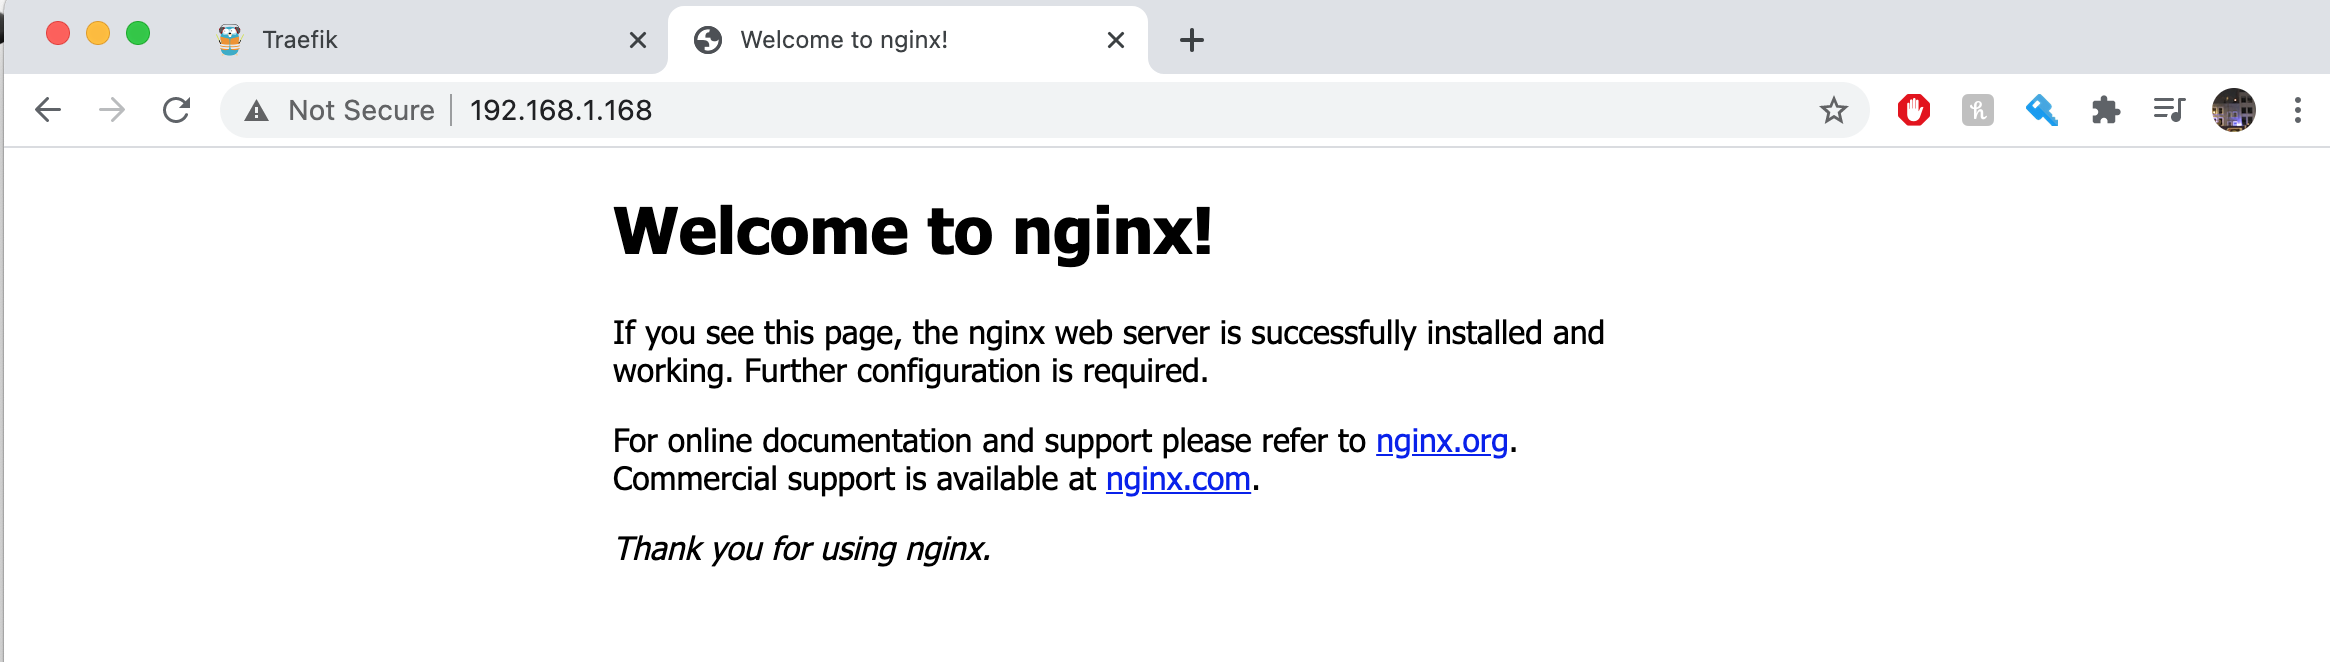 Traefik
Welcome to nginx!
Not Secure
192.168.1.168
Welcome to nginx!
If you see this page, the nginx web server is successfully installed and
working. Further configuration is required.
For online documentation and support please refer to nginx.org.
Commercial support is available at nginx.com.
Thank you for using nginx.